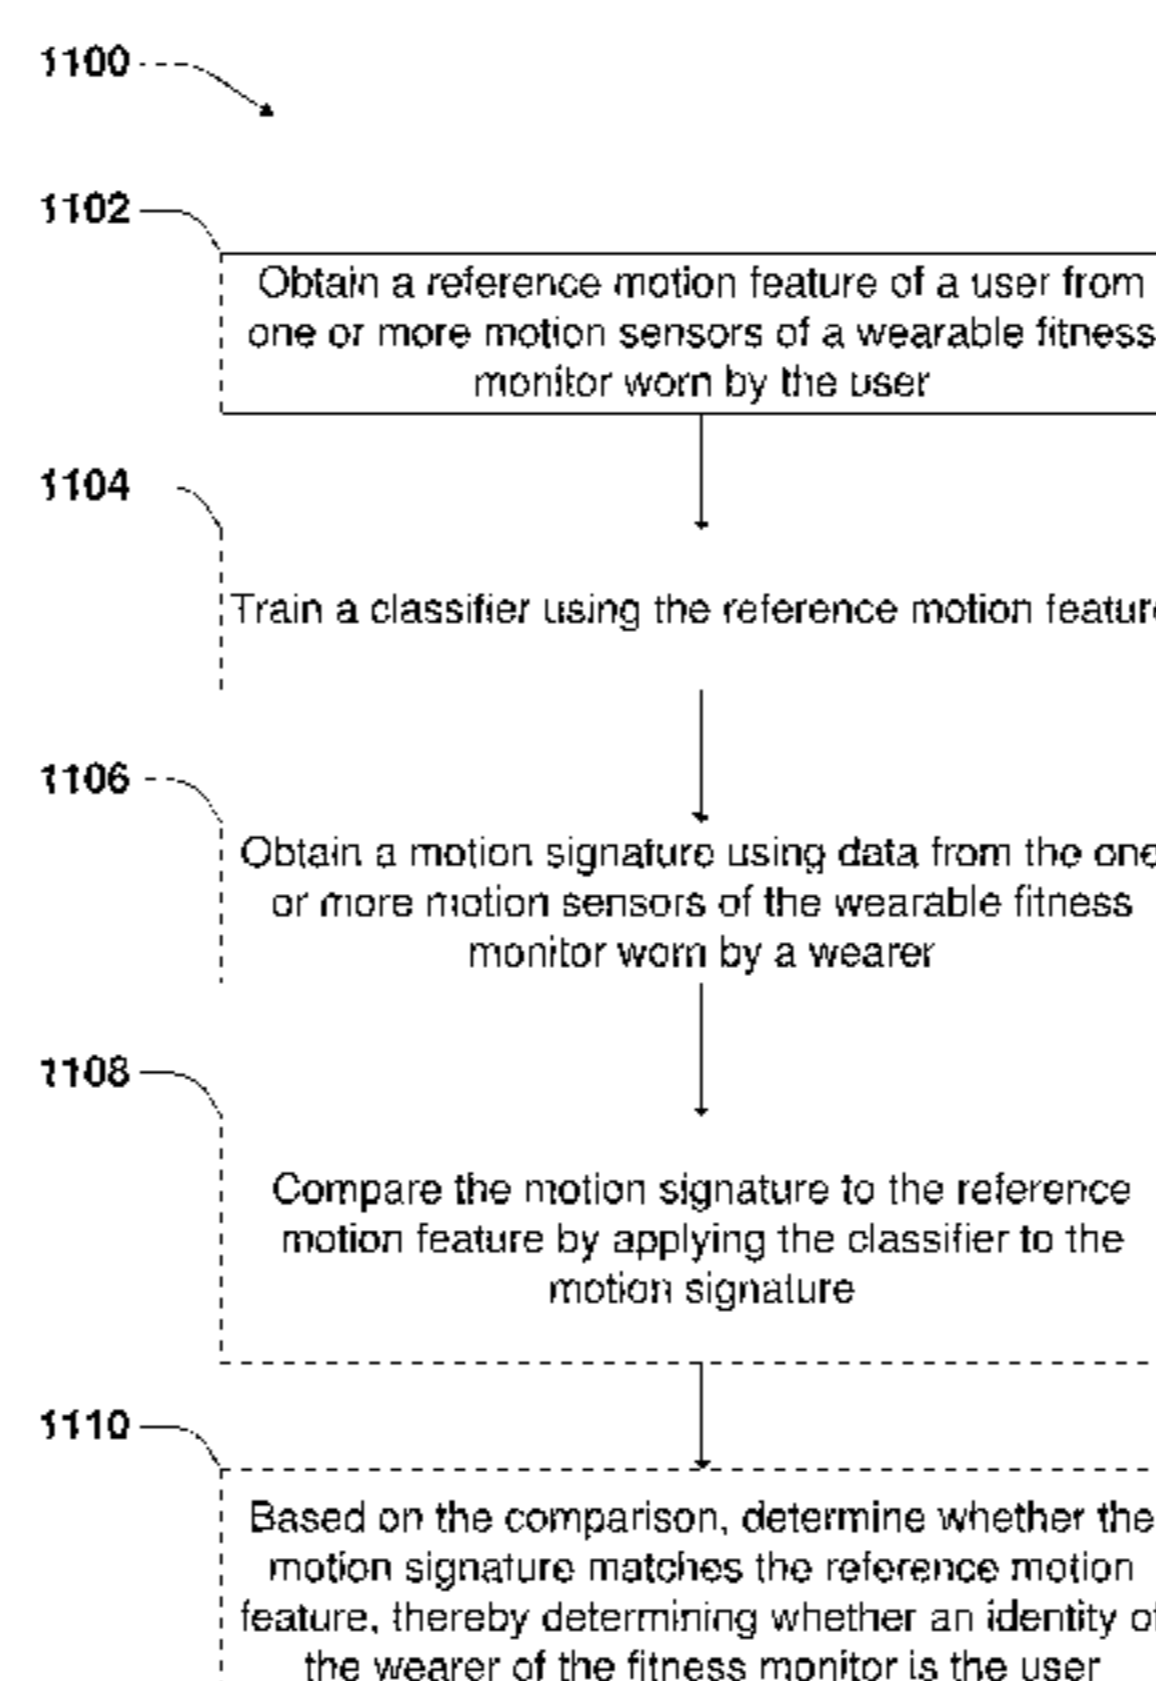 1100
1102
Obtain a reference motion feature of a user from
one or more motion sensors of a wearable fitness
monitor worn by the user
1104
Train a classifier using the reference motion feature
1106
Obtain a motion signature using data from the one
or more motion sensors of the wearable fitness
monitor worn by a wearer
1108
Compare the motion signature to the reference
motion feature by applying the classifier to the
motion signature
1110
Based on the comparison, determine whether the
motion signature matches the reference motion
feature, thereby determining whether an identity of
the wearer of the fitness monitor is the user